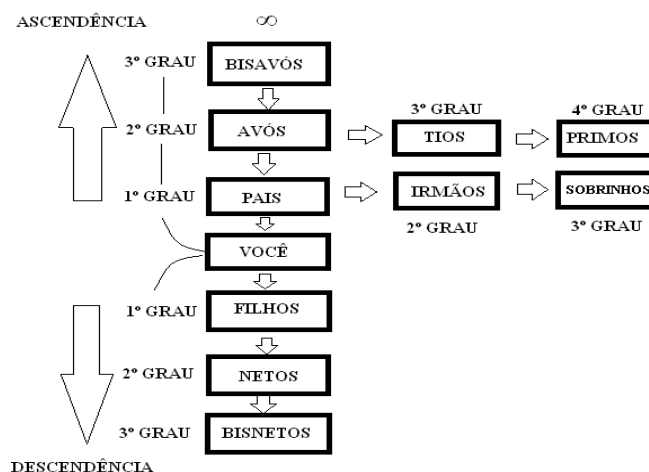 ASCENDÊNCIA
∞
3º GRAU
BISAVÓS
2º GRAU
AVÓS
3º GRAU
TIOS
4º GRAU
PRIMOS
1º GRAU
PAIS
IRMÃOS
2º GRAU
SOBRINHOS
3º GRAU
VOCÊ
1º GRAU
FILHOS
2º GRAU
NETOS
3º GRAU
BISNETOS
DESCENDÊNCIA